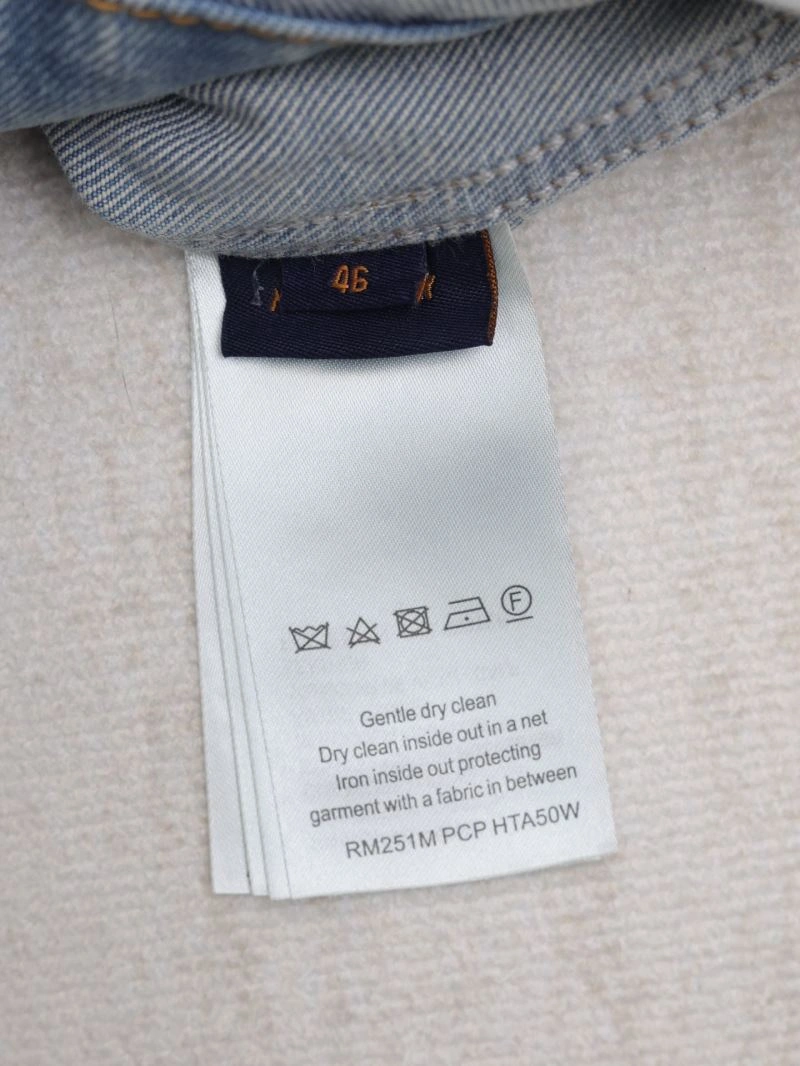 46
F
Gentle dry clean
Dry clean inside out in a net
Iron inside out protecting
garment with a fabric in between
RM251M PCP HTA50W